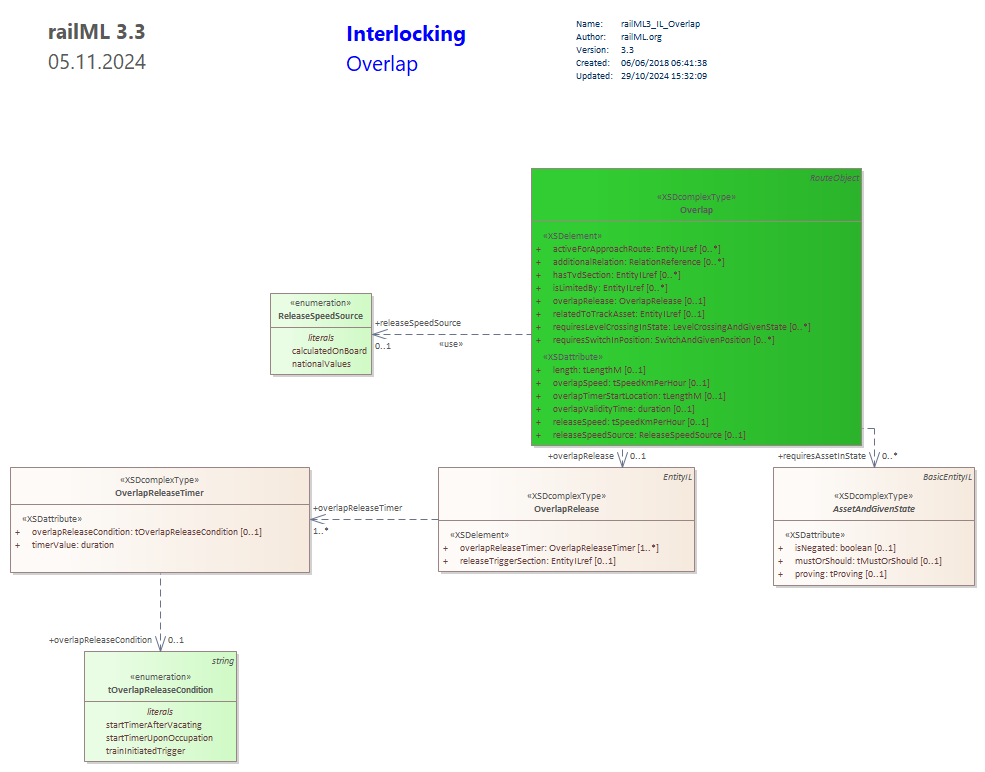 railML 3.3
05.11.2024
Interlocking
Overlap
Name: railML3_IL_Overlap
Author: railML.org
Version: 3.3
Created: 06/06/2018 06:41:38
Updated: 29/10/2024 15:32:09
RouteObject
«XSDcomplexType»
Overlap
«XSDelement»
+ activeForApproachRoute: EntityILref [0..*]
+ additionalRelation: RelationReference [0..*]
+ hasTvdSection: EntityILref [0..*]
+ isLimitedBy: EntityILref [0..*]
+ overlapRelease: OverlapRelease [0..1]
+ relatedToTrackAsset: EntityILref [0..1]
+ requiresLevelCrossingInState: LevelCrossingAndGivenState [0..*]
+ requiresSwitchInPosition: SwitchAndGivenPosition [0..*]
«XSDattribute»
+ length: tLengthM [0..1]
+ overlapSpeed: tSpeedKmPerHour [0..1]
+ overlapTimerStartLocation: tLengthM [0..1]
+ overlapValidityTime: duration [0..1]
+ releaseSpeed: tSpeedKmPerHour [0..1]
+ releaseSpeedSource: ReleaseSpeedSource [0..1]
«enumeration»
ReleaseSpeedSource
literals
calculatedOnBoard
nationalValues
+releaseSpeedSource
0..1
«use»
+overlapRelease 0..1
+requiresAssetInState 0..*
«XSDcomplexType»
OverlapReleaseTimer
«XSDattribute»
+ overlapReleaseCondition: tOverlapReleaseCondition [0..1]
+ timerValue: duration
+overlapReleaseTimer
1..*
EntityIL
«XSDcomplexType»
OverlapRelease
«XSDelement»
+ overlapReleaseTimer: OverlapReleaseTimer [1..*]
+ releaseTriggerSection: EntityILref [0..1]
BasicEntityIL
«XSDcomplexType»
AssetAndGivenState
«XSDattribute»
+ isNegated: boolean [0..1]
+ mustOrShould: tMustOrShould [0..1]
+ proving: tProving [0..1]
+overlapReleaseCondition 0..1
string
«enumeration»
tOverlapReleaseCondition
literals
startTimerAfterVacating
startTimerUponOccupation
trainInitiatedTrigger